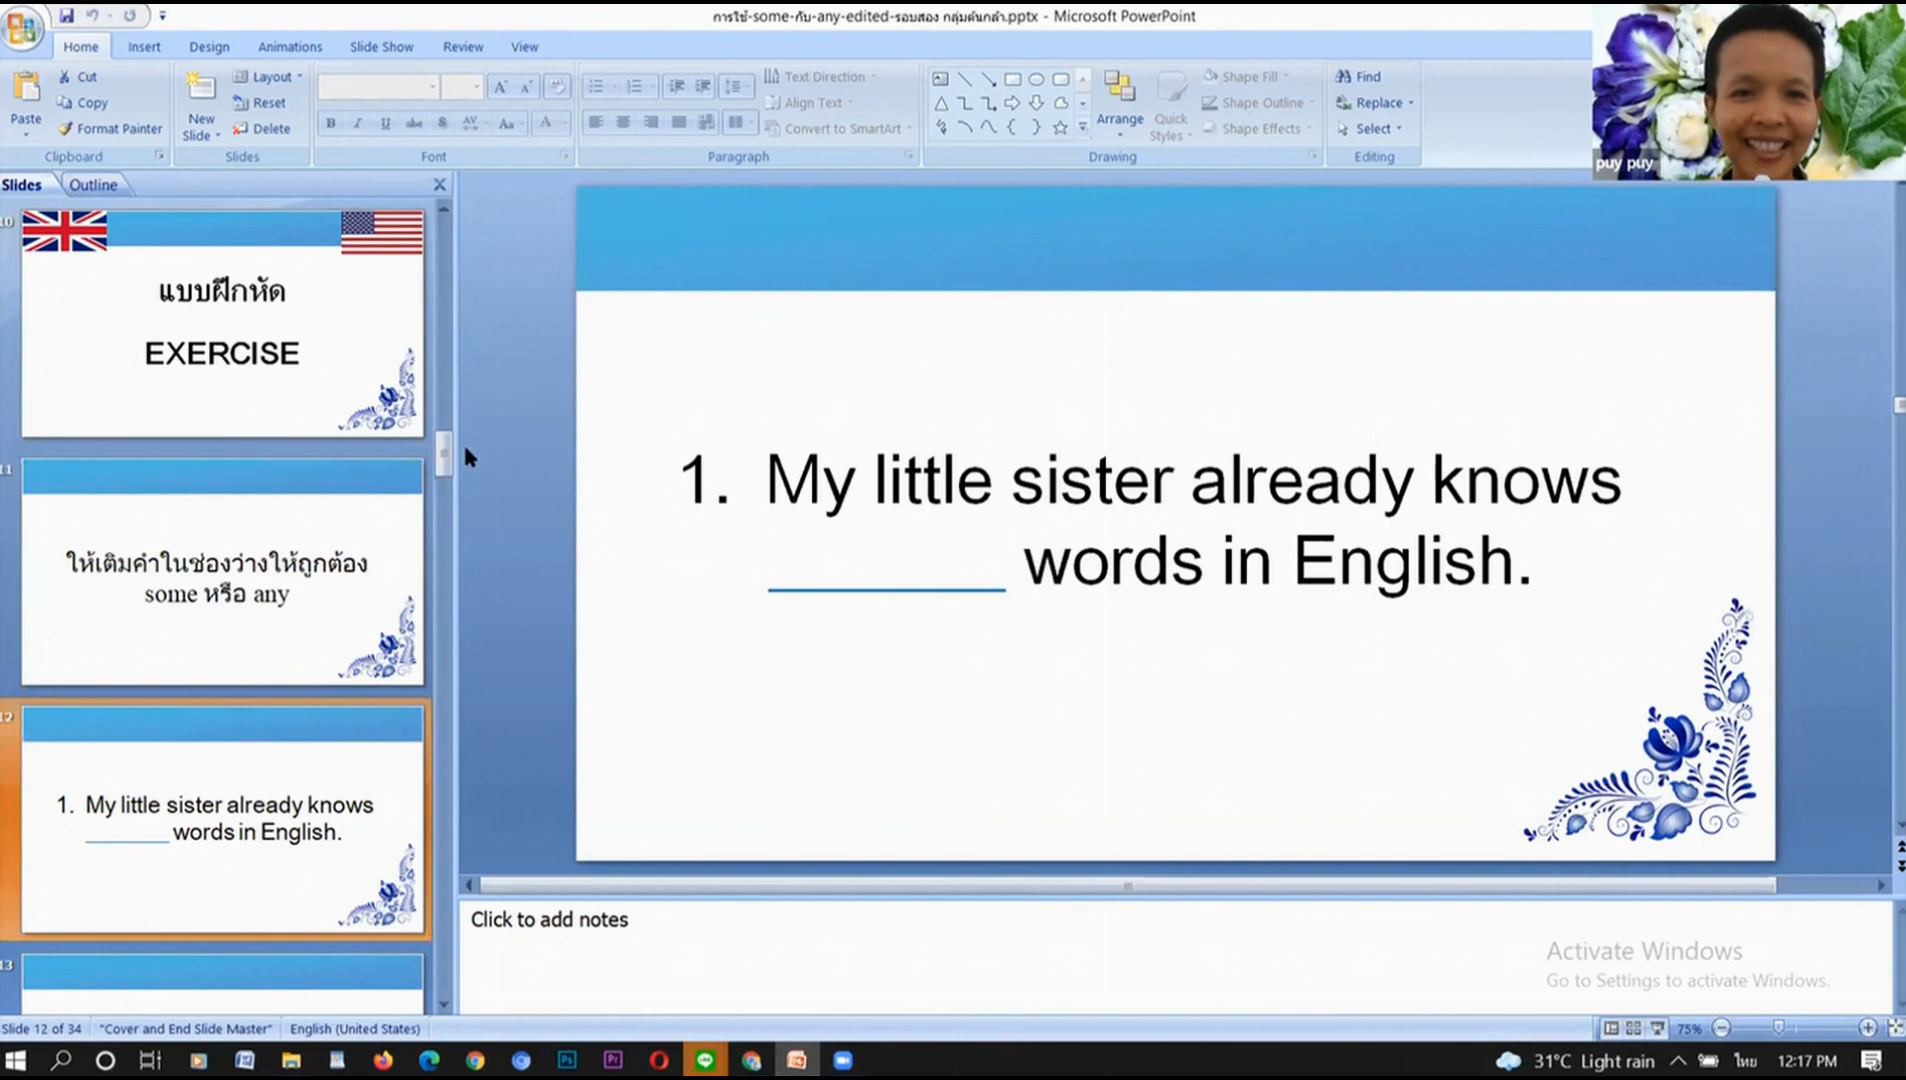 การใช้-some-กับ-any-edited-รอบสอง กลุ่มต้นกล้า.pptx - Microsoft PowerPoint
Home Insert Design Animations Slide Show Review View
Paste
Cut
Copy
Format Painter
Clipboard
New Slide
Layout
Reset
Delete
Slides
Font
Text Direction
Align Text
Convert to SmartArt
Paragraph
Arrange
Quick Styles
Shape Fill
Shape Outline
Shape Effects
Drawing
Find
Replace
Select
Editing
puy puy
Slides Outline
10
แบบฝึกหัด
EXERCISE
11
ให้เติมคำในช่องว่างให้ถูกต้อง
some หรือ any
12
1. My little sister already knows
________ words in English.
13
1. My little sister already knows
________ words in English.
Click to add notes
Activate Windows
Go to Settings to activate Windows.
Slide 12 of 34 "Cover and End Slide Master" English (United States) 75%
31°C Light rain ไทย 12:17 PM